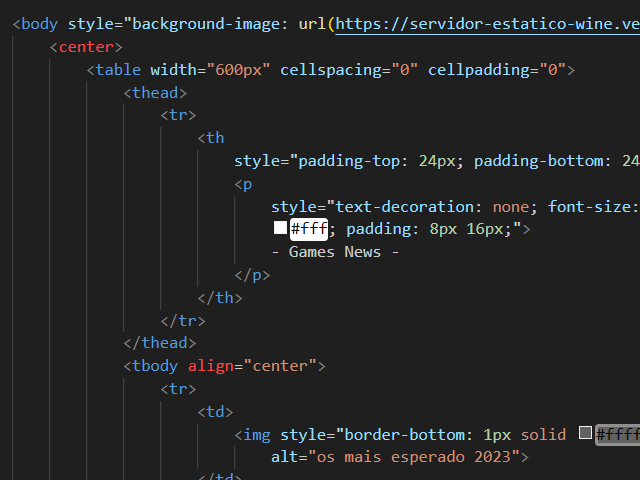 <body style="background-image: url(https://servidor-estatico-wine.ve
<center>
<table width="600px" cellspacing="0" cellpadding="0">
<thead>
<tr>
<th
style="padding-top: 24px; padding-bottom: 24
<p
style="text-decoration: none; font-size:
#fff; padding: 8px 16px;">
- Games News -
</p>
</th>
</tr>
</thead>
<tbody align="center">
<tr>
<td>
<img style="border-bottom: 1px solid #ffff
alt="os mais esperado 2023">
</td>